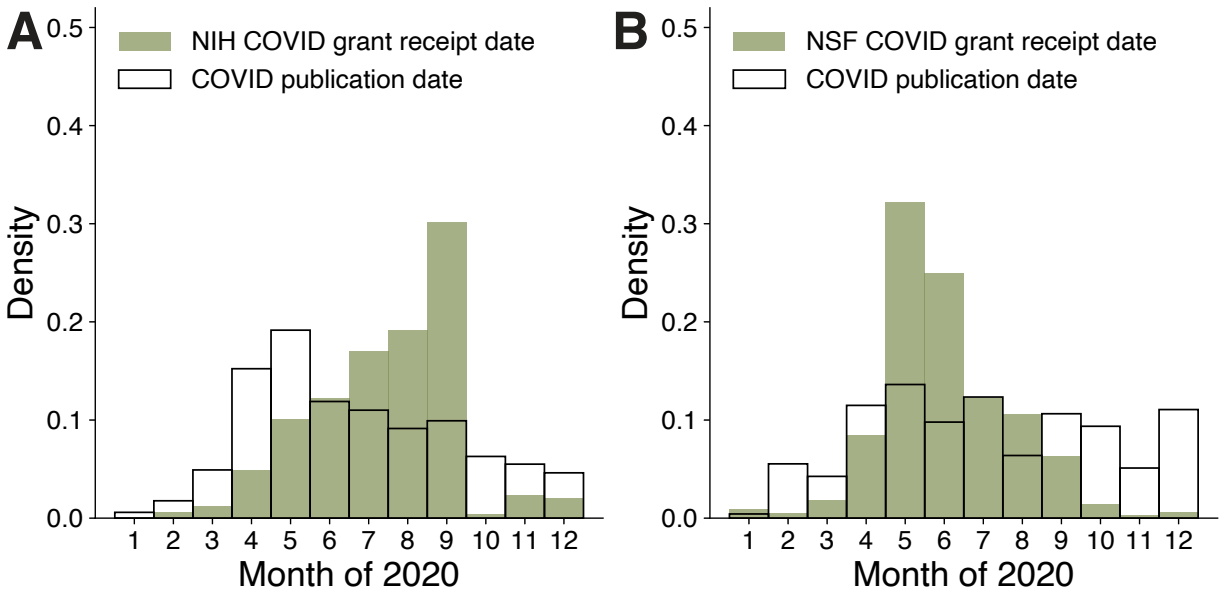 A
NIH COVID grant receipt date
COVID publication date
Density
0.5
0.4
0.3
0.2
0.1
0.0
1 2 3 4 5 6 7 8 9 10 11 12
Month of 2020
B
NSF COVID grant receipt date
COVID publication date
Density
0.5
0.4
0.3
0.2
0.1
0.0
1 2 3 4 5 6 7 8 9 10 11 12
Month of 2020